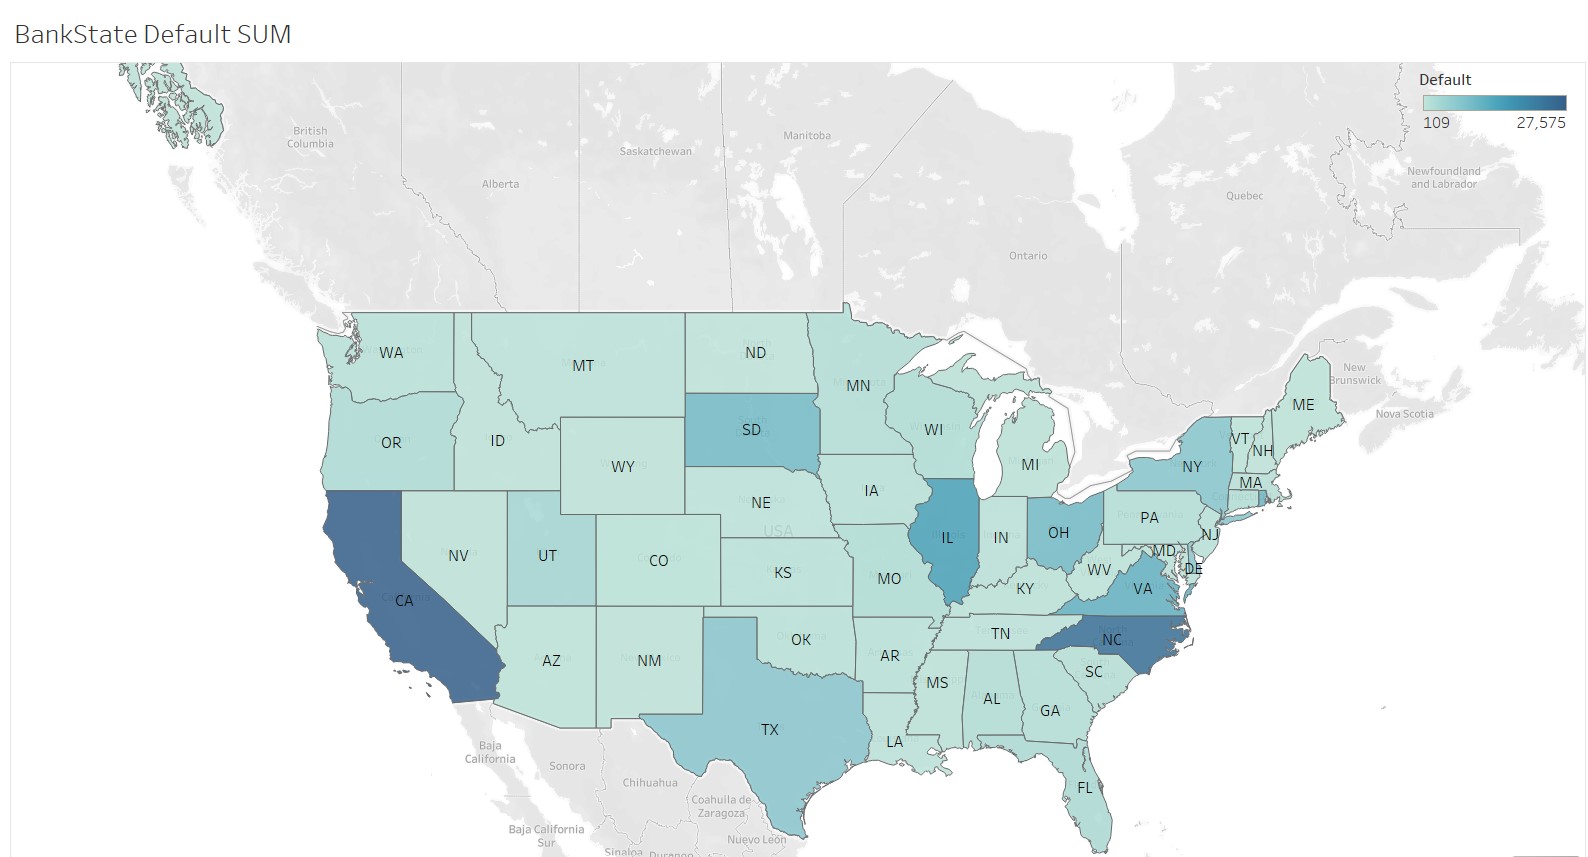 BankState Default SUM
Default
109 27,575
British
Columbia
Alberta
Saskatchewan
Manitoba
Ontario
Quebec
Newfoundland
and Labrador
New
Brunswick
Nova Scotia
WA
MT
ND
MN
OR
ID
WY
SD
WI
MI
NY
VT
NH
ME
MA
IA
NE
USA
PA
NJ
NV
UT
CO
KS
MO
IL
IN
OH
MD
DE
WV
VA
KY
CA
AZ
NM
OK
AR
TN
NC
SC
TX
LA
MS
AL
GA
FL
Baja
California
Sonora
Chihuahua
Coahuila de
Zaragoza
Baja California
Sur
Sinaloa
Durango
Nuevo León